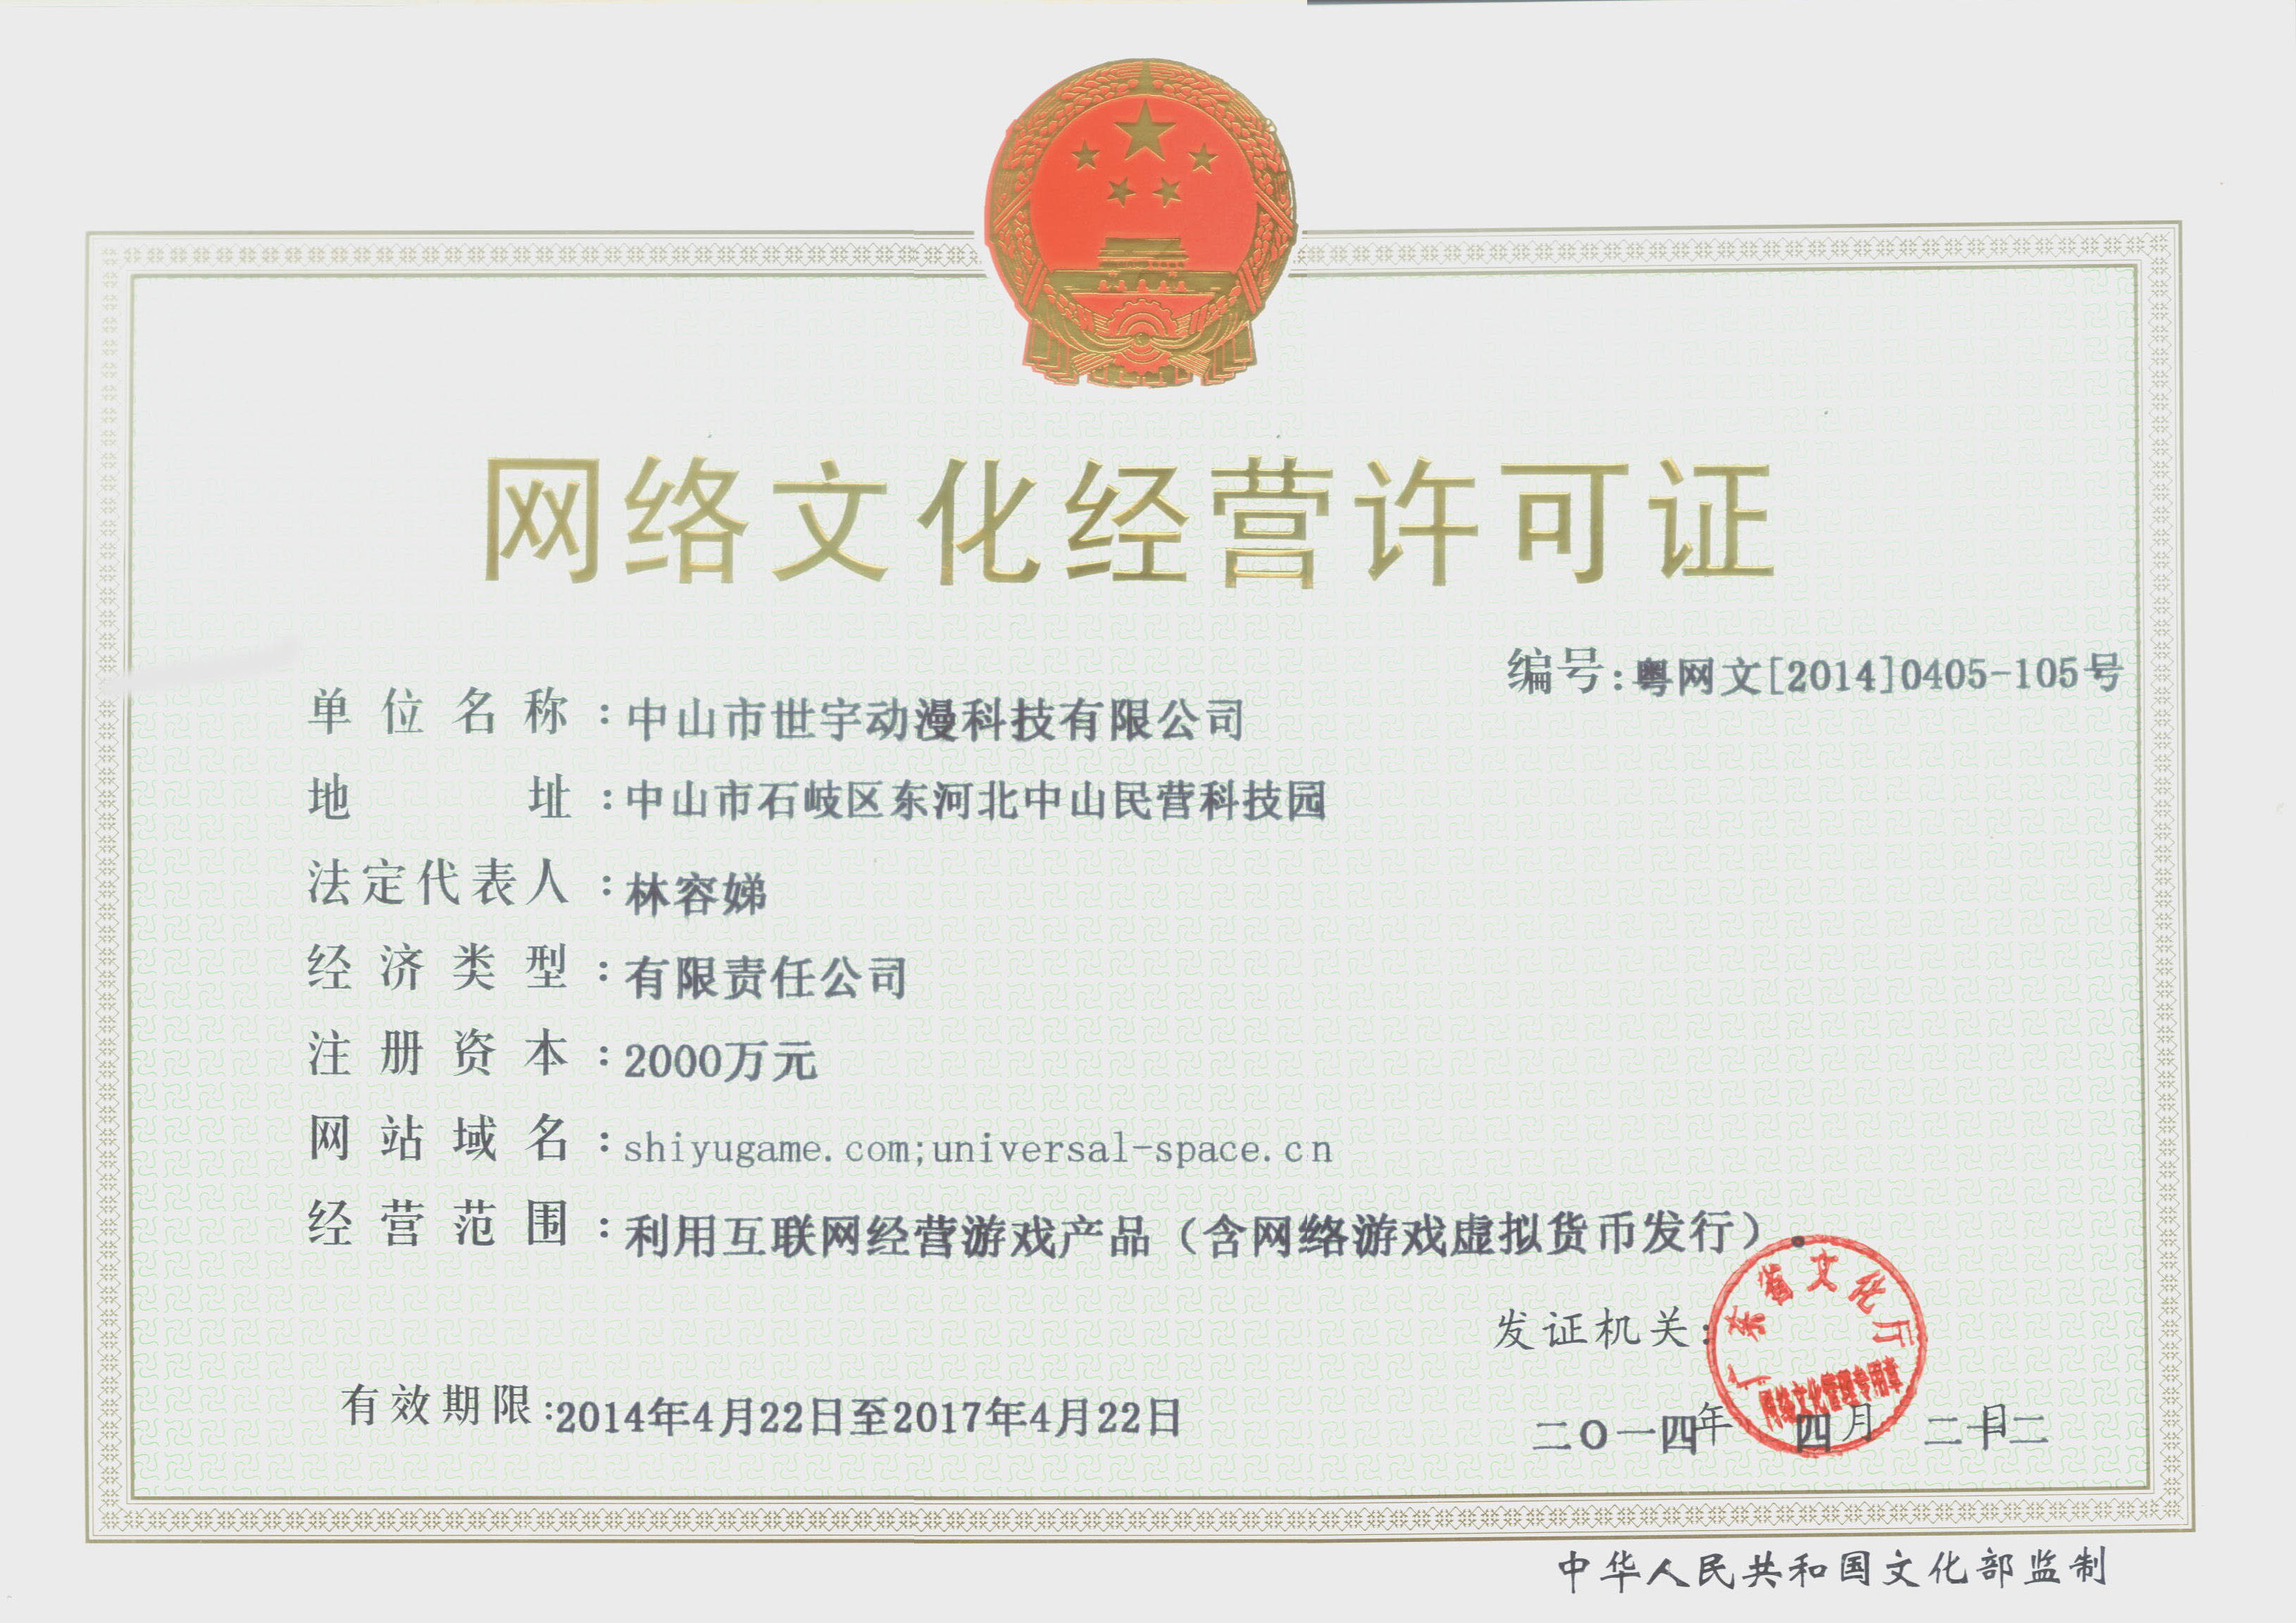 网络文化经营许可证
编号:粤网文[2014]0405-105号
单位名称:中山市世宇动漫科技有限公司
地址:中山市石岐区东河北中山民营科技园
法定代表人:林容娣
经济类型:有限责任公司
注册资本:2000万元
网站域名:shiyugame.com;universal-space.cn
经营范围:利用互联网经营游戏产品（含网络游戏虚拟货币发行）.
发证机关:
广东省文化厅
网络文化管理专用章
有效期限:2014年4月22日至2017年4月22日
二〇一四年 四月 二十二日
中华人民共和国文化部监制